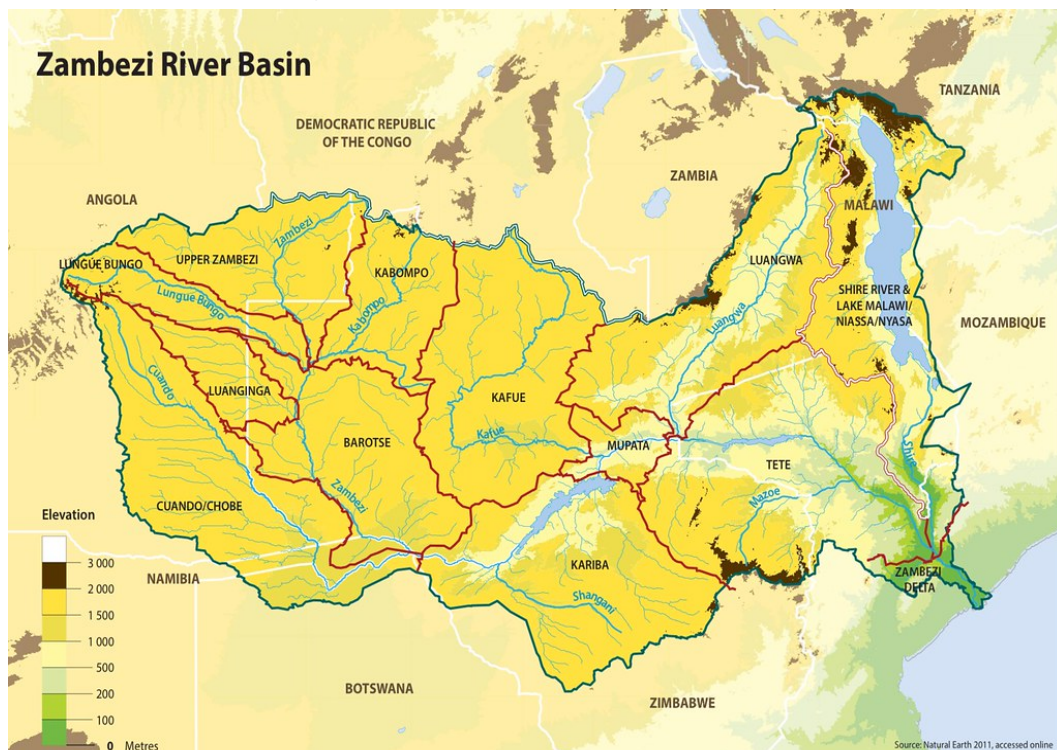 Zambezi River Basin
TANZANIA
DEMOCRATIC REPUBLIC
OF THE CONGO
ZAMBIA
ANGOLA
MALAWI
Zambezi
LUNGUE BUNGO
UPPER ZAMBEZI
KABOMPO
LUANGWA
Lungue Bungo
Kabompo
Luangwa
SHIRE RIVER &
LAKE MALAWI/
NIASSA/NYASA
MOZAMBIQUE
Cuando
LUANGINGA
KAFUE
BAROTSE
Kafue
MUPATA
Shire
TETE
Zambezi
Mazoe
CUANDO/CHOBE
Elevation
3 000
2 000
1 500
1 000
500
200
100
0 Metres
NAMIBIA
KARIBA
ZAMBEZI
DELTA
Shangani
BOTSWANA
ZIMBABWE
Source: Natural Earth 2011, accessed online